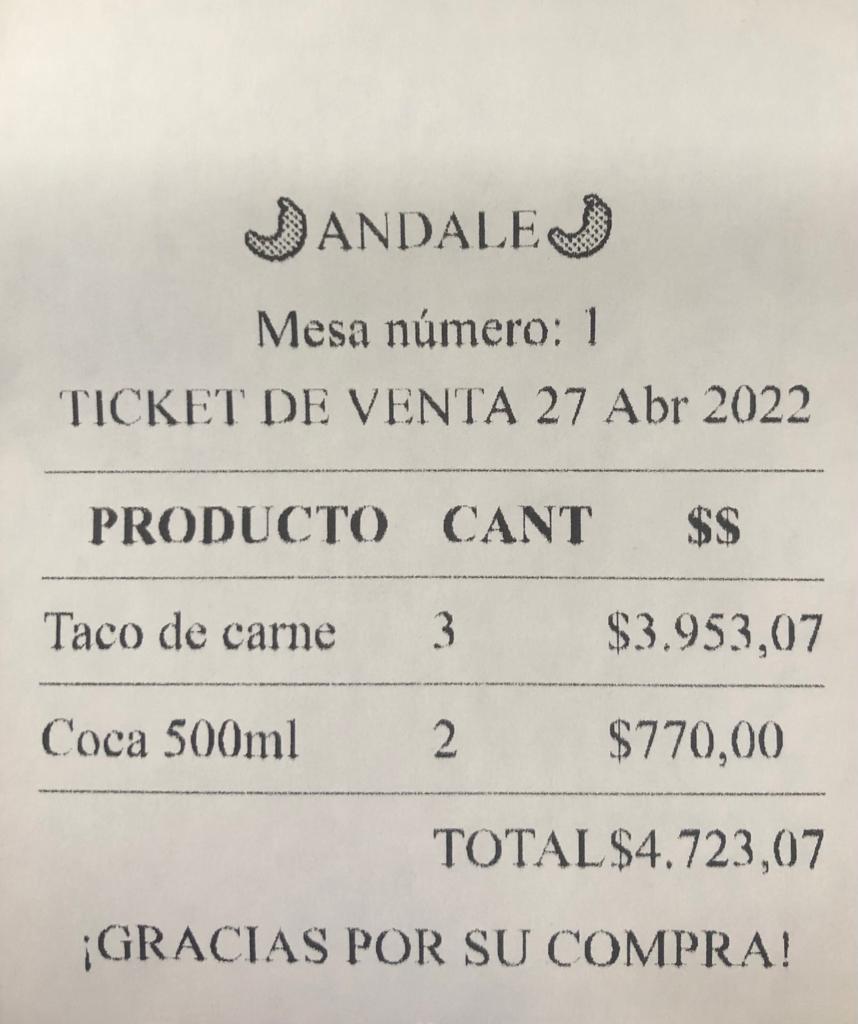 ANDALE
Mesa número: 1
TICKET DE VENTA 27 Abr 2022
PRODUCTO CANT $$
Taco de carne 3 $3.953,07
Coca 500ml 2 $770,00
TOTAL$4.723,07
¡GRACIAS POR SU COMPRA!